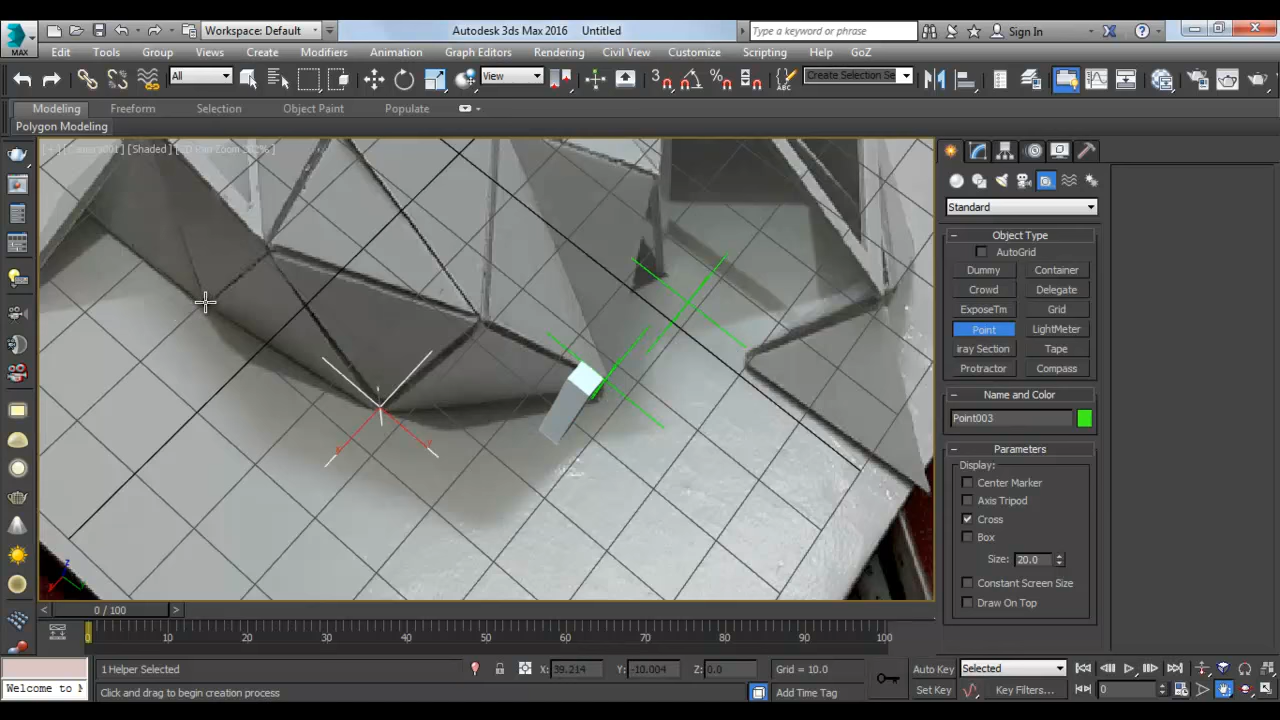 Workspace: Default
Autodesk 3ds Max 2016 Untitled
Type a keyword or phrase
Sign In
MAX
Edit Tools Group Views Create Modifiers Animation Graph Editors Rendering Civil View Customize Scripting Help GoZ
All
View
Create Selection Se
Modeling Freeform Selection Object Paint Populate
Polygon Modeling
Standard
Object Type
AutoGrid
Dummy Container
Crowd Delegate
ExposeTm Grid
Point LightMeter
iray Section Tape
Protractor Compass
Name and Color
Point003
Parameters
Display:
Center Marker
Axis Tripod
Cross
Box
Size: 20.0
Constant Screen Size
Draw On Top
0 / 100
0 10 20 30 40 50 60 70 80 90 100
1 Helper Selected
X: 39.214 Y: -10.004 Z: 0.0
Grid = 10.0
Auto Key Selected
Welcome to M
Click and drag to begin creation process
Add Time Tag
Set Key Key Filters...
0